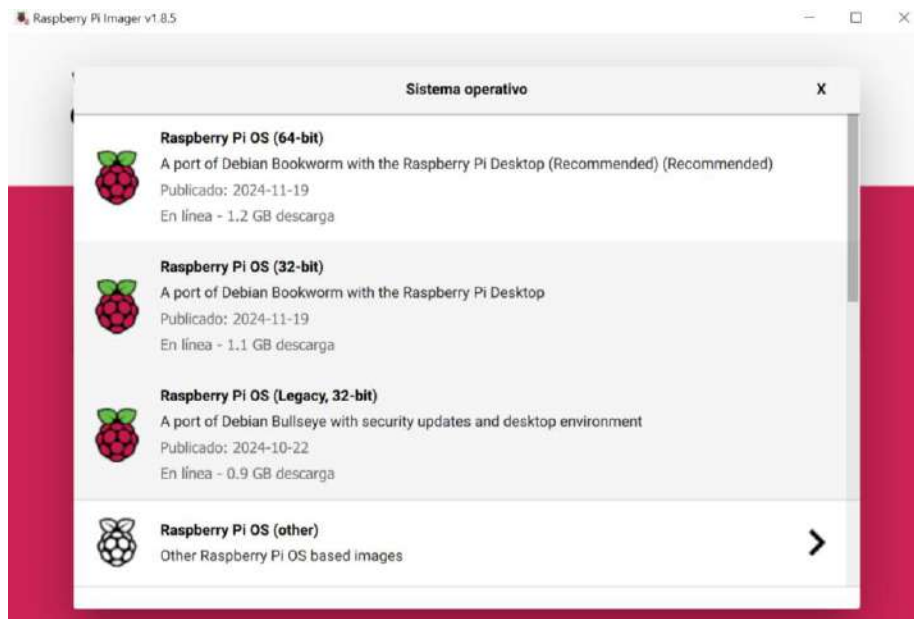 Raspberry Pi Imager v1.8.5
Sistema operativo
X
Raspberry Pi OS (64-bit)
A port of Debian Bookworm with the Raspberry Pi Desktop (Recommended) (Recommended)
Publicado: 2024-11-19
En línea - 1.2 GB descarga
Raspberry Pi OS (32-bit)
A port of Debian Bookworm with the Raspberry Pi Desktop
Publicado: 2024-11-19
En línea - 1.1 GB descarga
Raspberry Pi OS (Legacy, 32-bit)
A port of Debian Bullseye with security updates and desktop environment
Publicado: 2024-10-22
En línea - 0.9 GB descarga
Raspberry Pi OS (other)
Other Raspberry Pi OS based images